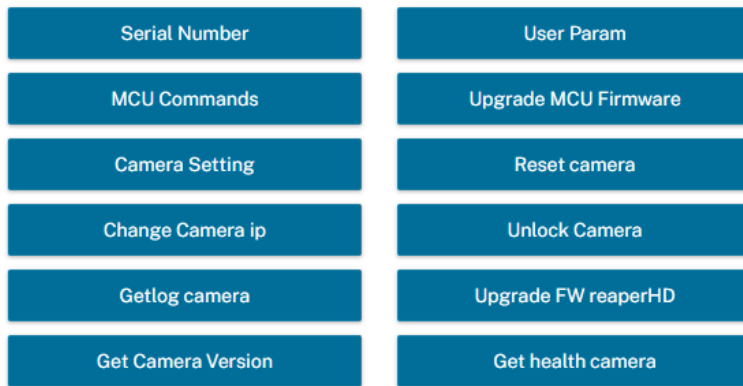 Serial Number
User Param
MCU Commands
Upgrade MCU Firmware
Camera Setting
Reset camera
Change Camera ip
Unlock Camera
Getlog camera
Upgrade FW reaperHD
Get Camera Version
Get health camera